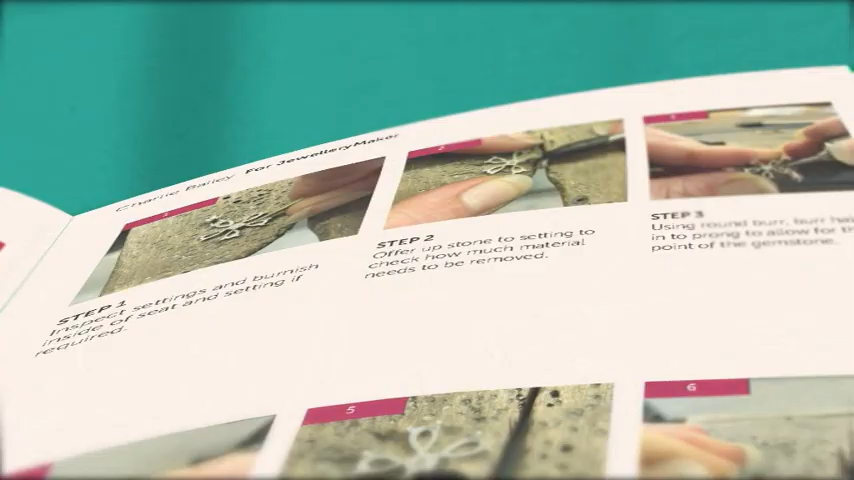 Charlie Bailey For JewelleryMaker
1
2
STEP 1
Inspect settings and burnish
inside of seat and setting if
required.
STEP 2
Offer up stone to setting to
check how much material
needs to be removed.
STEP 3
Using round burr, burr
in to prong to allow for
point of the gemstone.
5
6